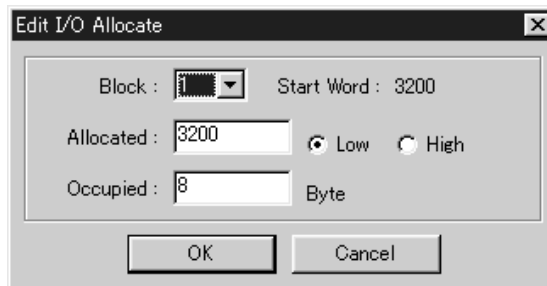 Edit I/O Allocate
Block : 1 Start Word : 3200
Allocated : 3200 Low High
Occupied : 8 Byte
OK Cancel